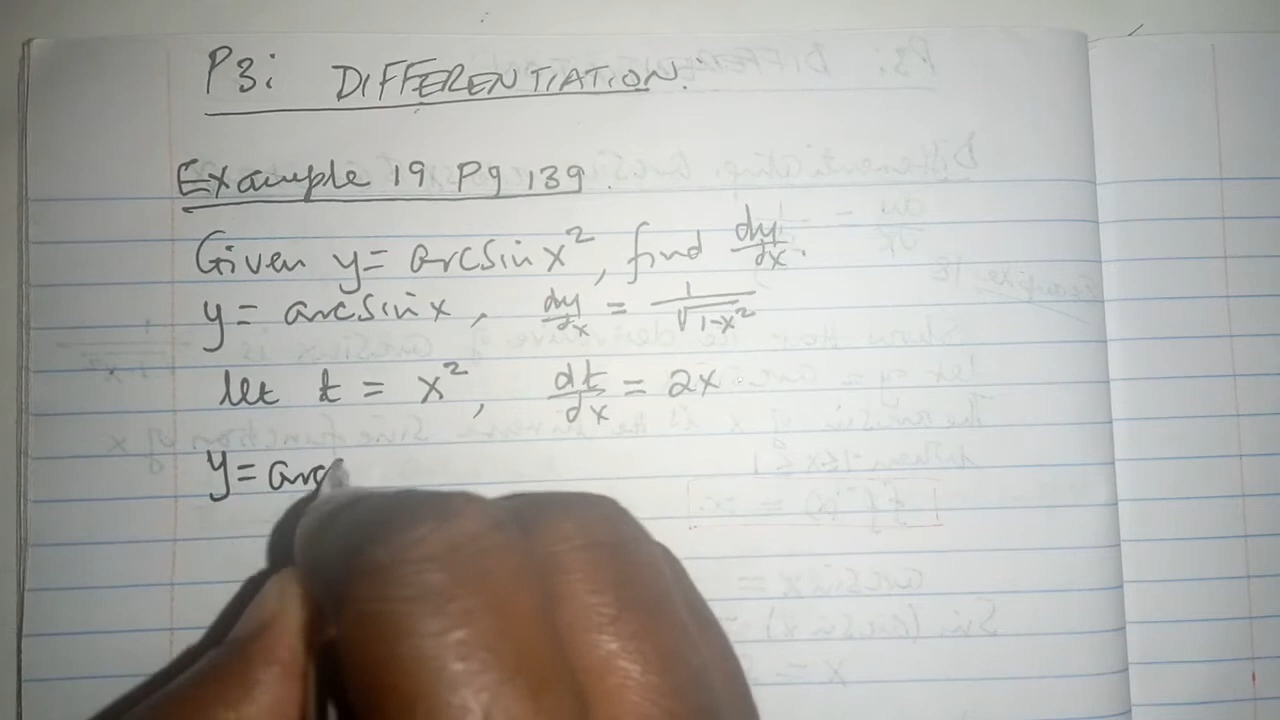 P3: DIFFERENTIATION.
Example 19 Pg 139.
Given y = arcsin x², find dy/dx.
y = arcsin x, dy/dx = 1/√1-x²
let t = x², dt/dx = 2x.
y = arc